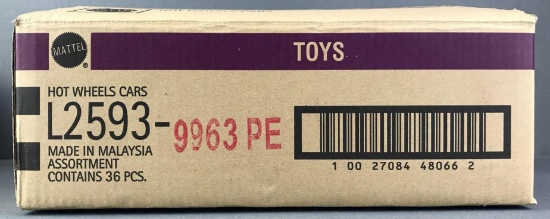 MATTEL
®
TOYS
HOT WHEELS CARS
L2593-9963 PE
MADE IN MALAYSIA
ASSORTMENT
CONTAINS 36 PCS.
1 00 27084 48066 2